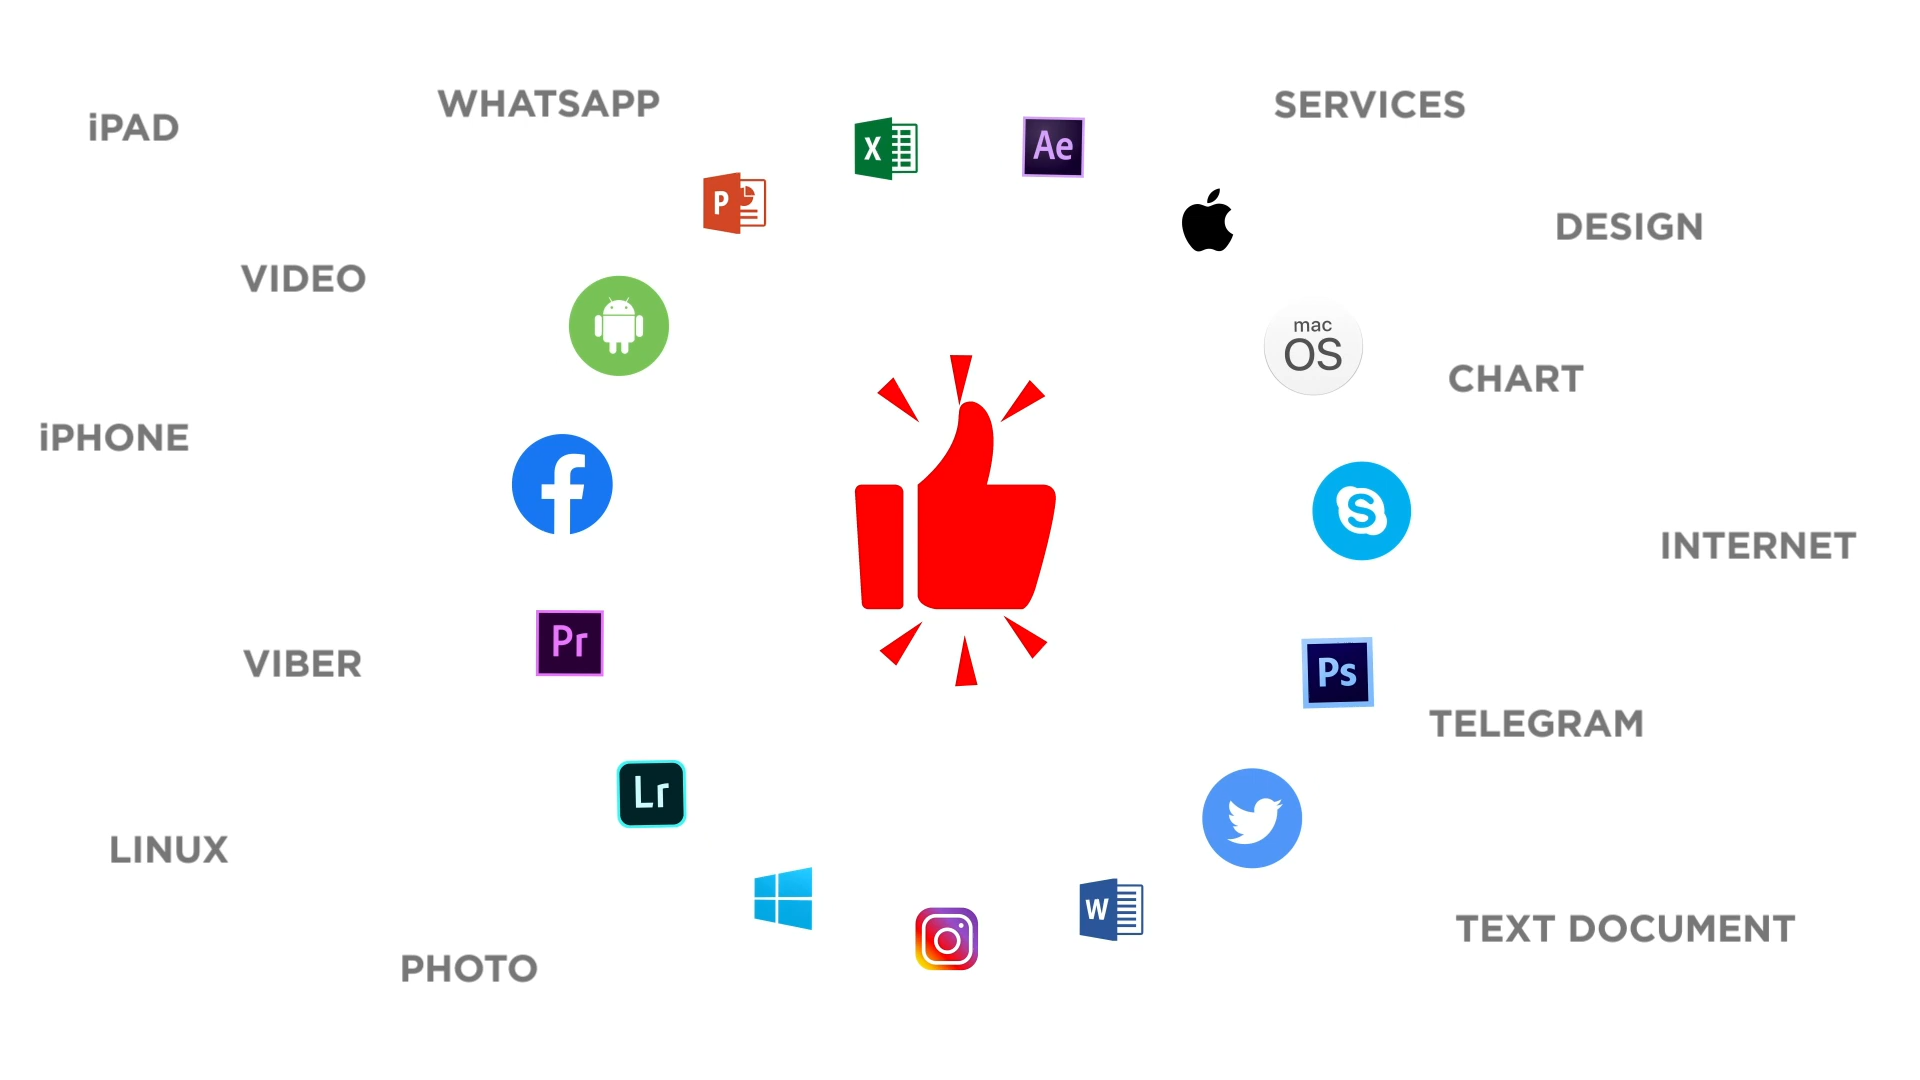 WHATSAPP
SERVICES
iPAD
X
Ae
P
DESIGN
VIDEO
mac
OS
CHART
iPHONE
f
S
INTERNET
Pr
VIBER
Ps
TELEGRAM
Lr
LINUX
W
TEXT DOCUMENT
PHOTO